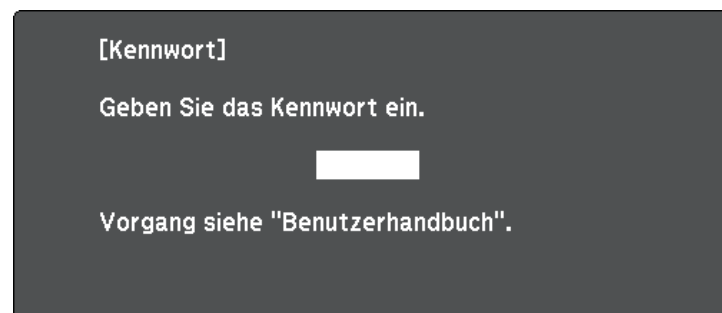 [Kennwort]
Geben Sie das Kennwort ein.
Vorgang siehe "Benutzerhandbuch".